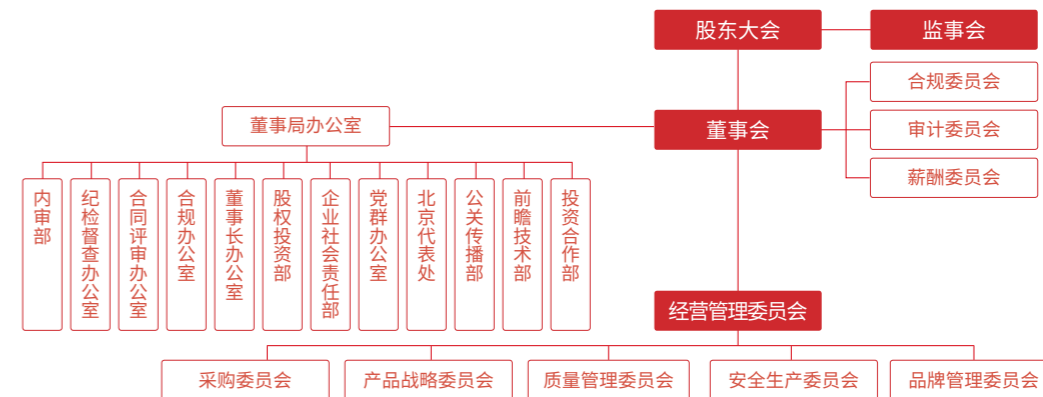 股东大会
监事会
合规委员会
董事局办公室
董事会
审计委员会
薪酬委员会
内审部
纪检督查办公室
合同评审办公室
合规办公室
董事长办公室
股权投资部
企业社会责任部
党群办公室
北京代表处
公关传播部
前瞻技术部
投资合作部
经营管理委员会
采购委员会
产品战略委员会
质量管理委员会
安全生产委员会
品牌管理委员会